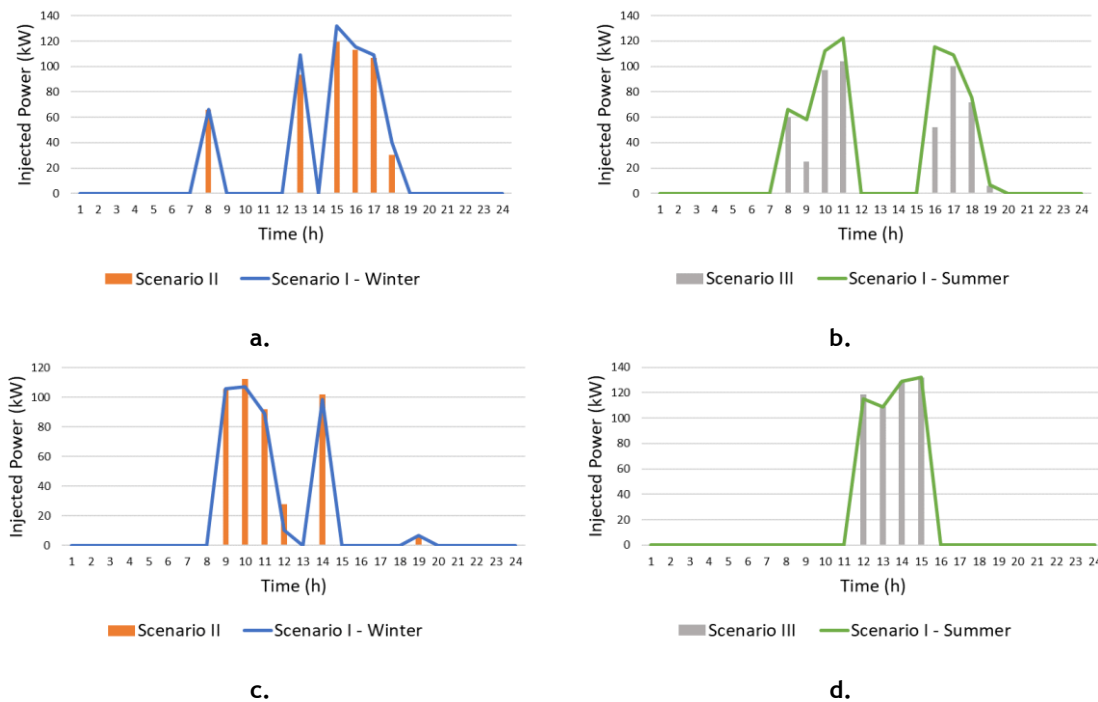 140
120
100
80
60
40
20
0
Injected Power (kW)
1 2 3 4 5 6 7 8 9 10 11 12 13 14 15 16 17 18 19 20 21 22 23 24
Time (h)
Scenario II Scenario I - Winter
a.
140
120
100
80
60
40
20
0
Injected Power (kW)
1 2 3 4 5 6 7 8 9 10 11 12 13 14 15 16 17 18 19 20 21 22 23 24
Time (h)
Scenario III Scenario I - Summer
b.
120
100
80
60
40
20
0
Injected Power (kW)
1 2 3 4 5 6 7 8 9 10 11 12 13 14 15 16 17 18 19 20 21 22 23 24
Time (h)
Scenario II Scenario I - Winter
c.
140
120
100
80
60
40
20
0
Injected Power (kW)
1 2 3 4 5 6 7 8 9 10 11 12 13 14 15 16 17 18 19 20 21 22 23 24
Time (h)
Scenario III Scenario I - Summer
d.